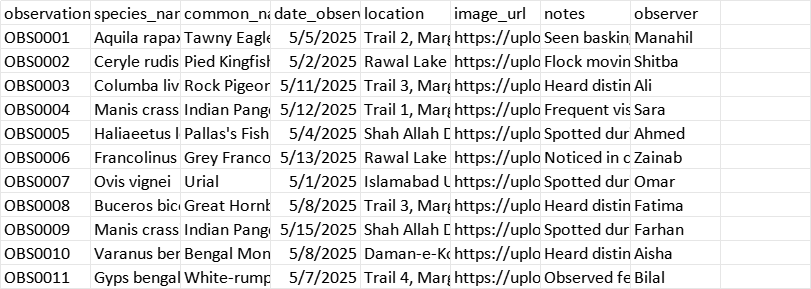 observation species_nar common_na date_observ location image_url notes observer
OBS0001 Aquila rapax Tawny Eagle 5/5/2025 Trail 2, Marg https://uplo Seen baskin Manahil
OBS0002 Ceryle rudis Pied Kingfish 5/2/2025 Rawal Lake https://uplo Flock movin Shitba
OBS0003 Columba liv Rock Pigeon 5/11/2025 Trail 3, Marg https://uplo Heard distin Ali
OBS0004 Manis crass Indian Pang 5/12/2025 Trail 1, Marg https://uplo Frequent vis Sara
OBS0005 Haliaeetus l Pallas's Fish 5/4/2025 Shah Allah D https://uplo Spotted dur Ahmed
OBS0006 Francolinus Grey Franco 5/13/2025 Rawal Lake https://uplo Noticed in c Zainab
OBS0007 Ovis vignei Urial 5/1/2025 Islamabad U https://uplo Spotted dur Omar
OBS0008 Buceros bico Great Hornb 5/8/2025 Trail 3, Marg https://uplo Heard distin Fatima
OBS0009 Manis crass Indian Pang 5/15/2025 Shah Allah D https://uplo Spotted dur Farhan
OBS0010 Varanus ber Bengal Mon 5/8/2025 Daman-e-Ko https://uplo Heard distin Aisha
OBS0011 Gyps bengal White-rump 5/7/2025 Trail 4, Marg https://uplo Observed fe Bilal